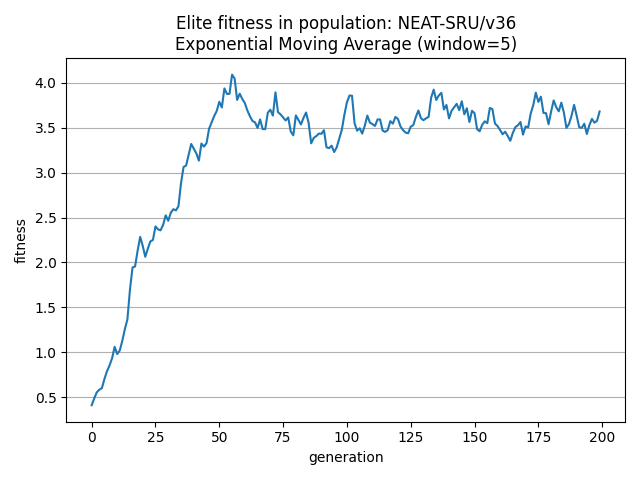 Elite fitness in population: NEAT-SRU/v36
Exponential Moving Average (window=5)
fitness
4.0
3.5
3.0
2.5
2.0
1.5
1.0
0.5
0 25 50 75 100 125 150 175 200
generation